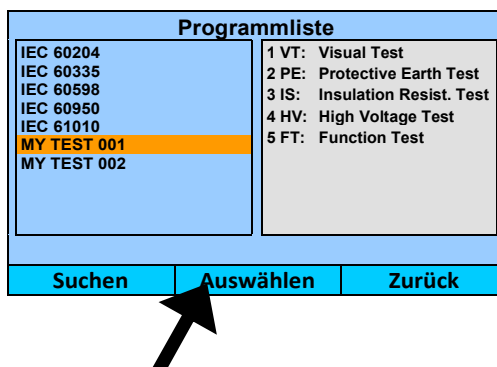 Programmliste
IEC 60204
IEC 60335
IEC 60598
IEC 60950
IEC 61010
MY TEST 001
MY TEST 002
1 VT: Visual Test
2 PE: Protective Earth Test
3 IS: Insulation Resist. Test
4 HV: High Voltage Test
5 FT: Function Test
Suchen
Auswählen
Zurück